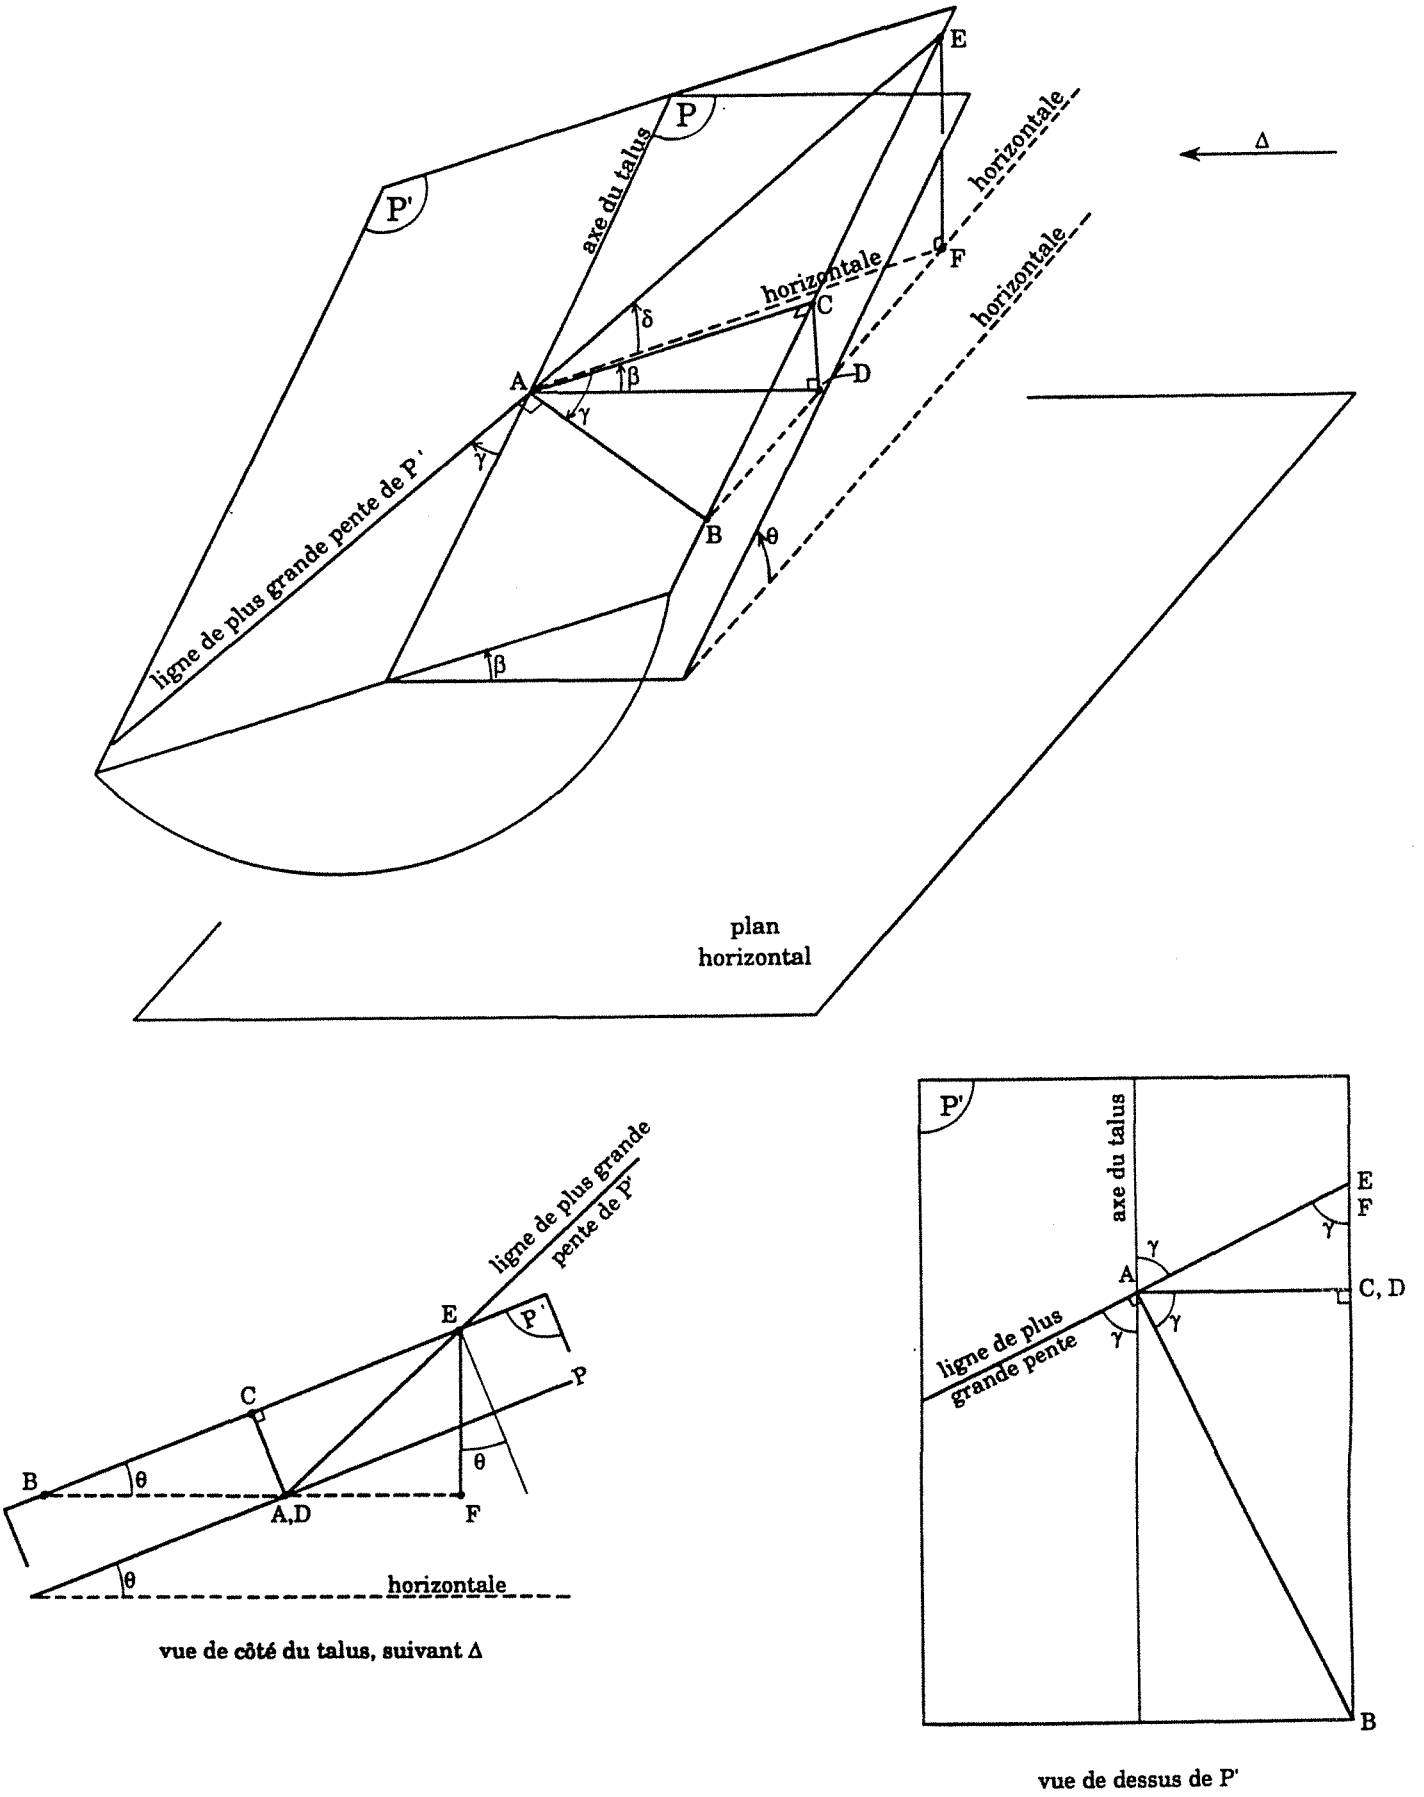 E
P
axe du talus
horizontale
Δ
P'
F
horizontale
horizontale
C
δ
A
β
D
γ
γ
ligne de plus grande pente de P'
B
θ
β
plan
horizontal
ligne de plus grande
pente de P'
E
P'
C
P
B
θ
θ
A,D
F
θ
horizontale
vue de côté du talus, suivant Δ
P'
axe du talus
E
F
γ
γ
A
C, D
γ
γ
ligne de plus
grande pente
B
vue de dessus de P'